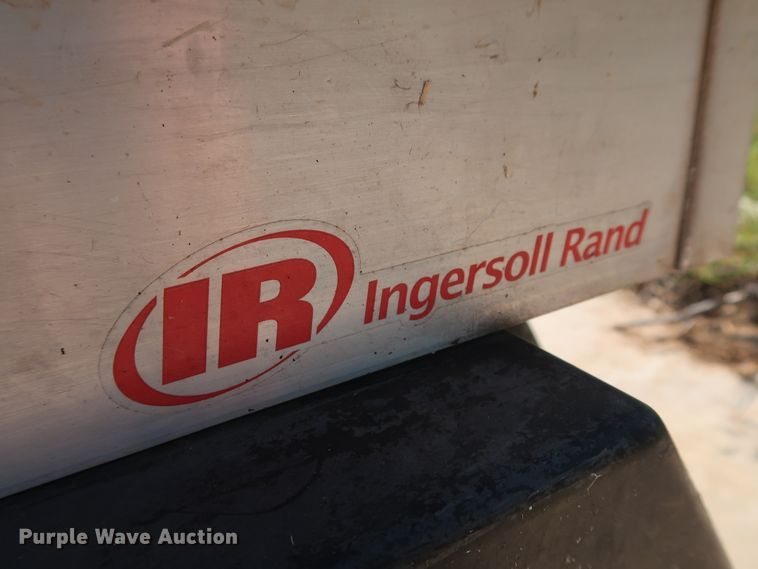 IR Ingersoll Rand
Purple Wave Auction